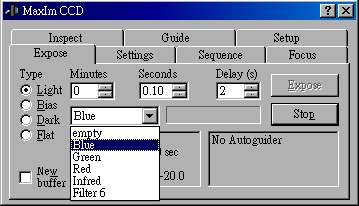 MaxIm CCD
Inspect Guide Setup
Expose Settings Sequence Focus
Type Minutes Seconds Delay (s)
Light 0 0.10 2 Expose
Bias
Dark Blue Stop
Flat
empty
Blue
Green
Red
Infred
Filter 6
sec No Autoguider
New buffer -20.0